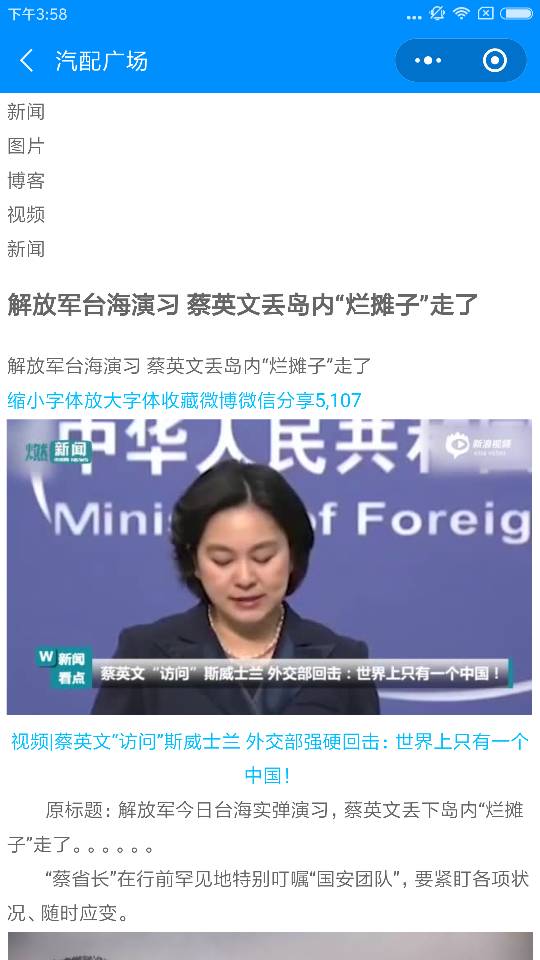 下午3:58
汽配广场
新闻
图片
博客
视频
新闻
解放军台海演习 蔡英文丢岛内“烂摊子”走了
解放军台海演习 蔡英文丢岛内“烂摊子”走了
缩小字体放大字体收藏微博微信分享5,107
燃新闻
中华人民共和
新浪视频
Minis of Foreig
W 新闻
看点
蔡英文“访问”斯威士兰 外交部回击：世界上只有一个中国！
视频|蔡英文“访问”斯威士兰 外交部强硬回击：世界上只有一个
中国！
原标题：解放军今日台海实弹演习，蔡英文丢下岛内“烂摊
子”走了。。。。。。
“蔡省长”在行前罕见地特别叮嘱“国安团队”，要紧盯各项状
况、随时应变。